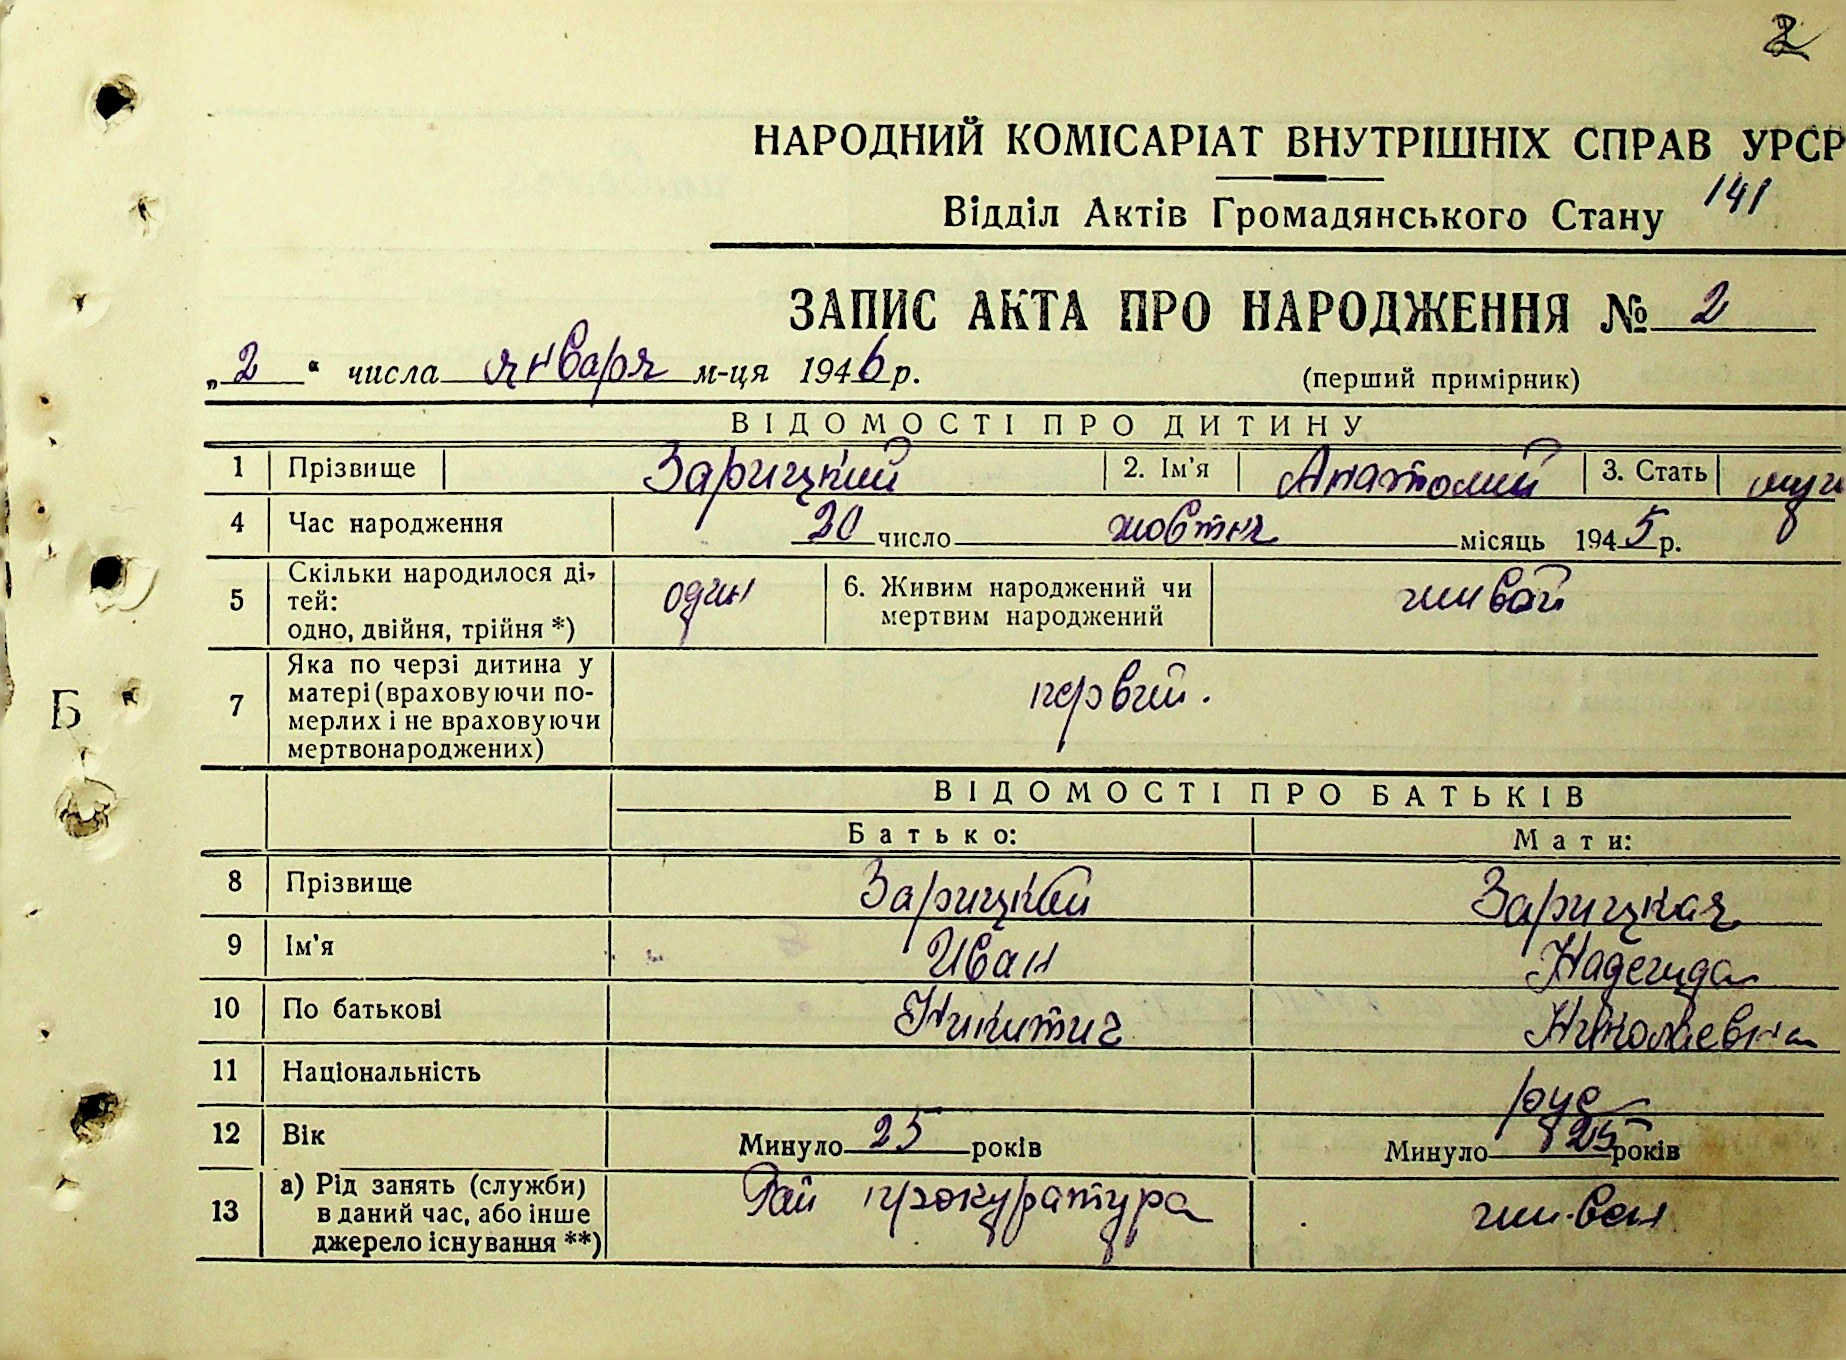 2
НАРОДНИЙ КОМІСАРІАТ ВНУТРІШНІХ СПРАВ УРСР
Відділ Актів Громадянського Стану 141
ЗАПИС АКТА ПРО НАРОДЖЕННЯ № 2
„2“ числа января м-ця 1946 р.
(перший примірник)
ВІДОМОСТІ ПРО ДИТИНУ
1 Прізвище Зарицкий 2. Ім'я Анатолий 3. Стать муж
4 Час народження 20 число жовтня місяць 1945 р.
5 Скільки народилося ді-
тей:
одно, двійня, трійня *) один 6. Живим народжений чи
мертвим народжений живой
7 Яка по черзі дитина у
матері (враховуючи по-
мерлих і не враховуючи
мертвонароджених) первий.
Б
ВІДОМОСТІ ПРО БАТЬКІВ
Батько: Мати:
8 Прізвище Зарицкий Зарицкая
9 Ім'я Иван Надежда
10 По батькові Никитич Николаевна
11 Національність рус
12 Вік Минуло 25 років Минуло 25 років
13 а) Рід занять (служби)
в даний час, або інше
джерело існування **) Рай прокуратура